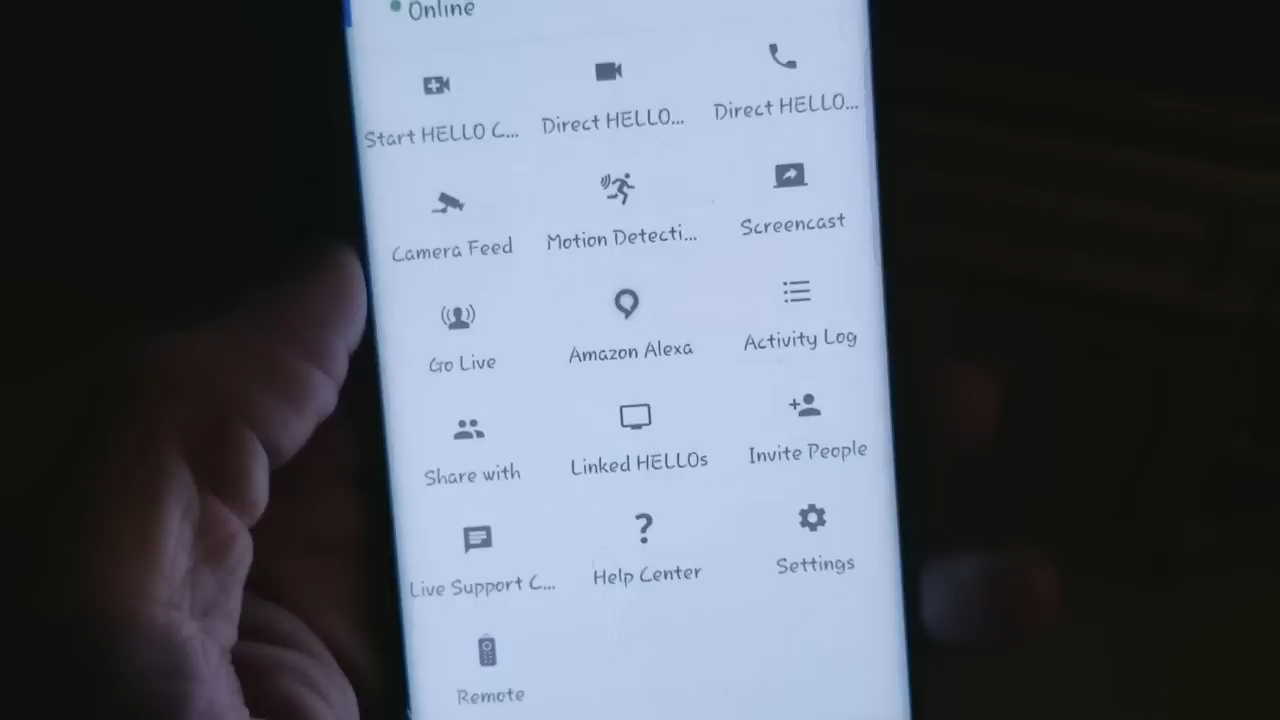 Online
Start HELLO C...
Direct HELLO...
Direct HELLO...
Camera Feed
Motion Detecti...
Screencast
Go Live
Amazon Alexa
Activity Log
Share with
Linked HELLOs
Invite People
Live Support C...
Help Center
Settings
Remote